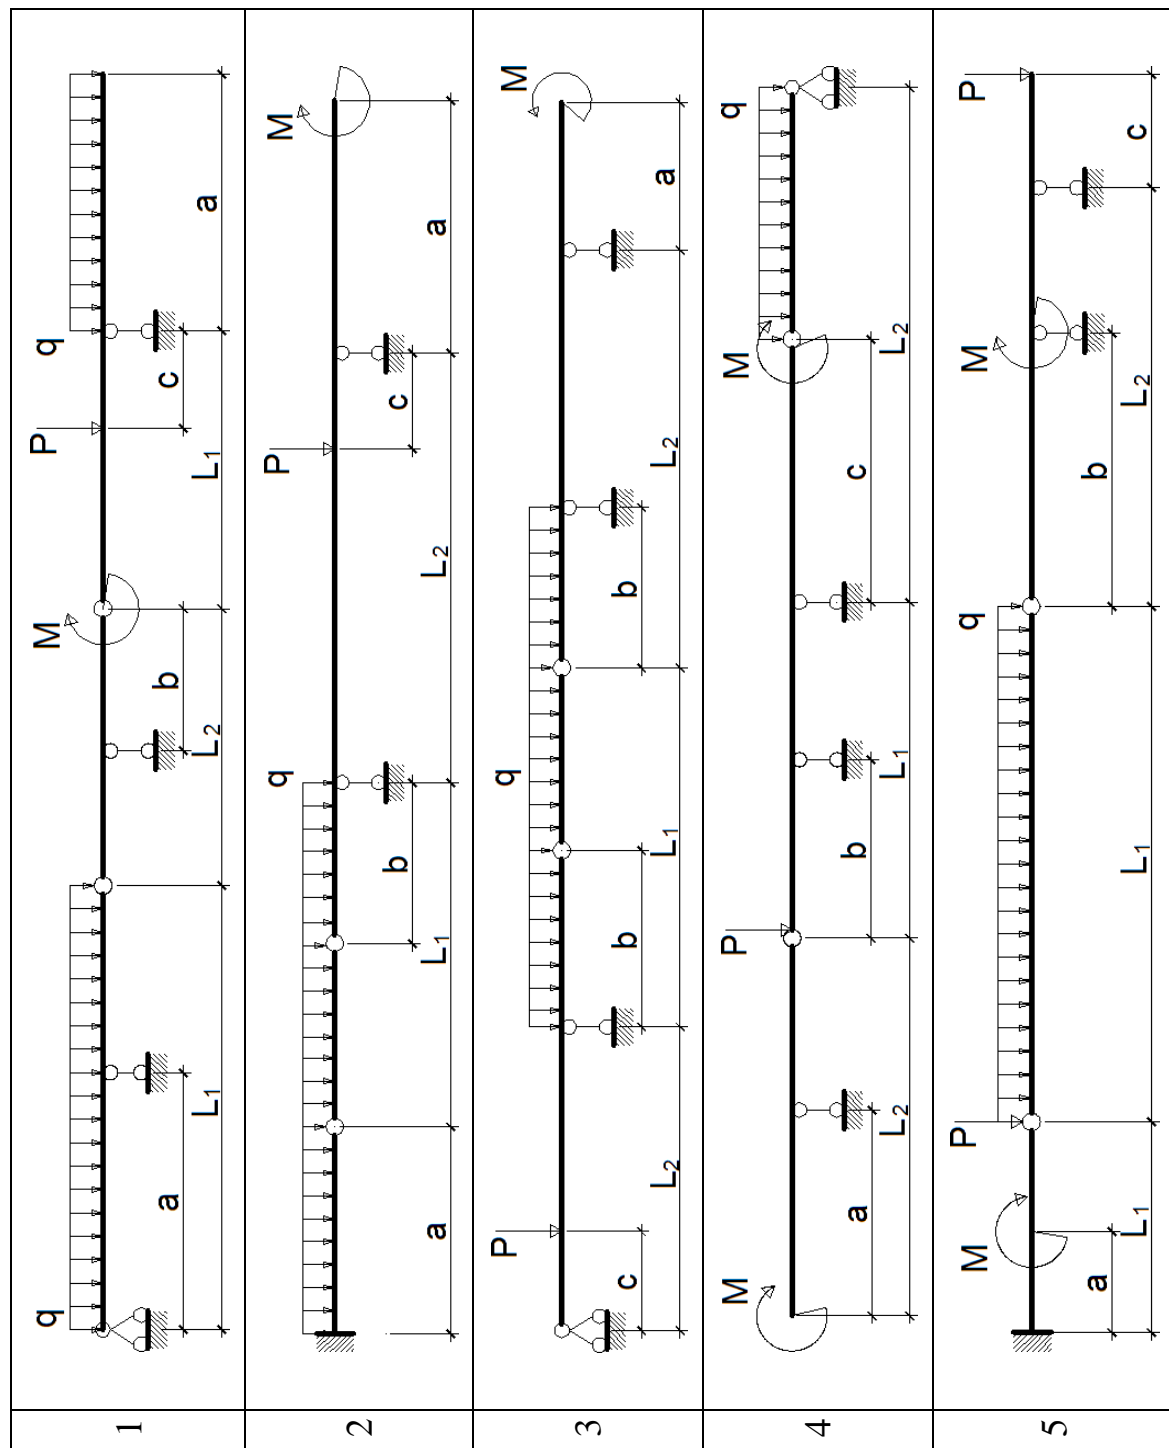 q M P q
1
a b c
L₁ L₂ L₁ a
q P M
2
b c
a L₁ L₂ a
P q M
3
c b b
L₂ L₁ L₂ a
M P M q
4
a b c
L₂ L₁ L₂
M P q M P
5
a b
L₁ L₁ L₂ c